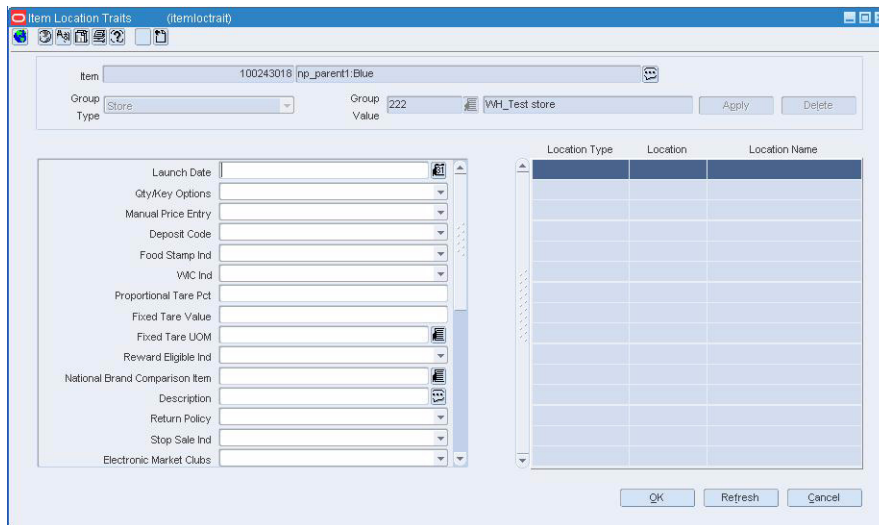 Item Location Traits (itemloctrait)
Item 100243018 np_parent1:Blue
Group Type Store Group Value 222 WH_Test store Apply Delete
Location Type Location Location Name
Launch Date
Qty/Key Options
Manual Price Entry
Deposit Code
Food Stamp Ind
WIC Ind
Proportional Tare Pct
Fixed Tare Value
Fixed Tare UOM
Reward Eligible Ind
National Brand Comparison Item
Description
Return Policy
Stop Sale Ind
Electronic Market Clubs
OK Refresh Cancel